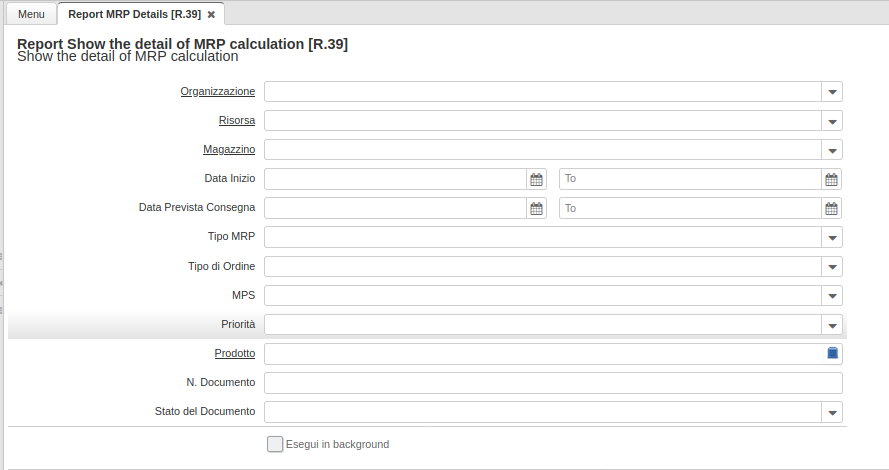 Menu
Report MRP Details [R.39]
Report Show the detail of MRP calculation [R.39]
Show the detail of MRP calculation
Organizzazione
Risorsa
Magazzino
Data Inizio To
Data Prevista Consegna To
Tipo MRP
Tipo di Ordine
MPS
Priorità
Prodotto
N. Documento
Stato del Documento
Esegui in background